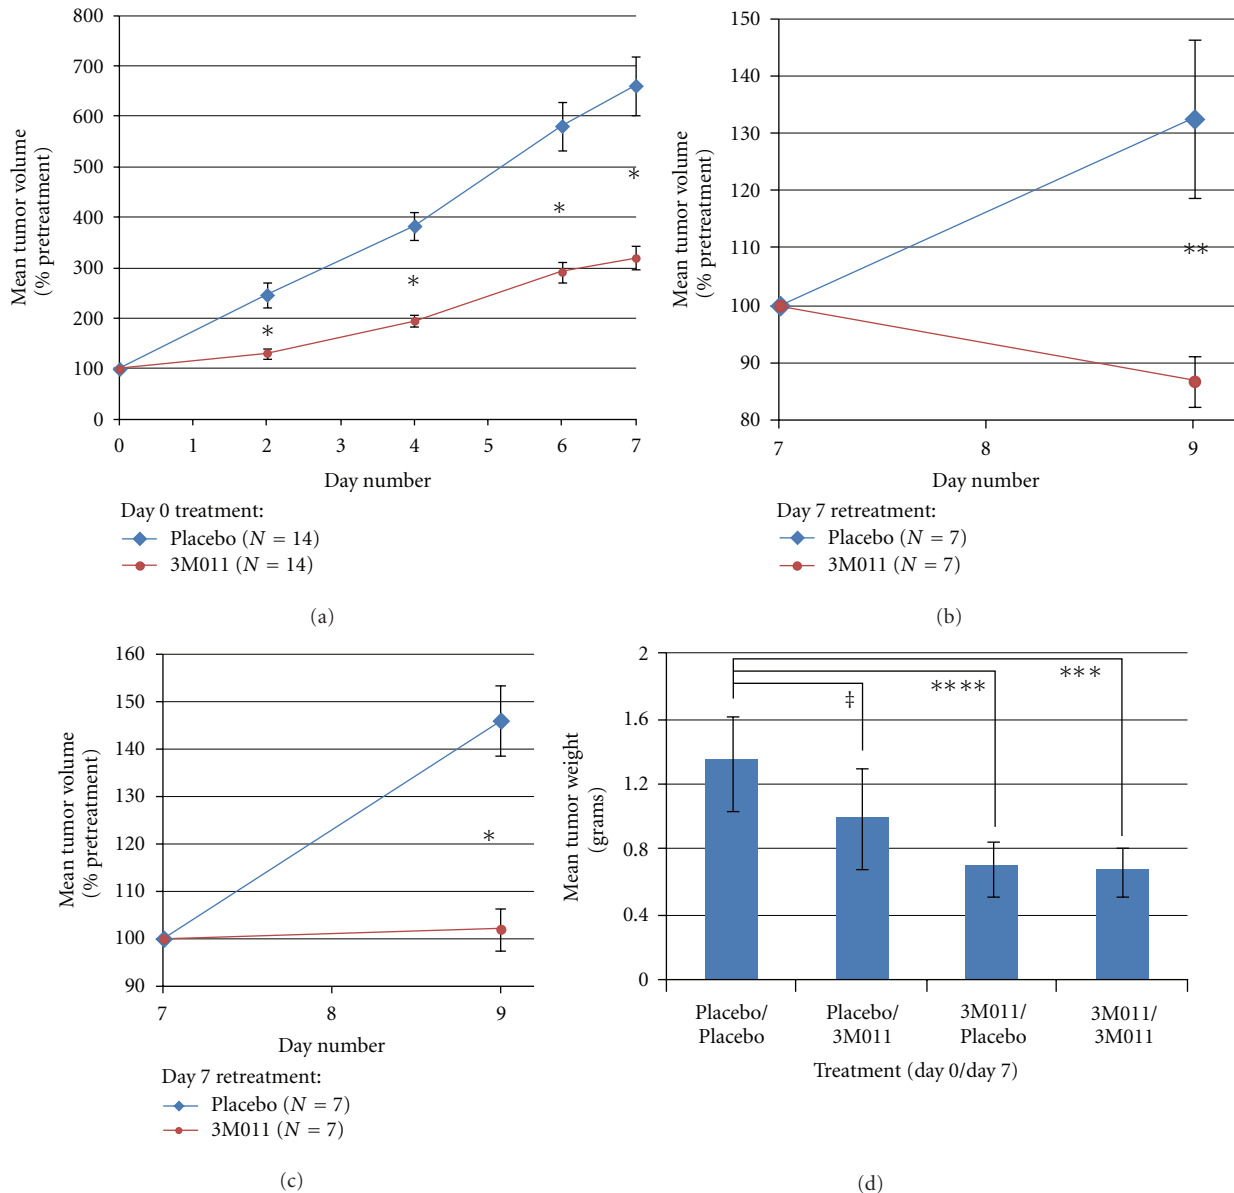 800
700
600
500
400
300
200
100
0
0 1 2 3 4 5 6 7
Mean tumor volume
(% pretreatment)
*
*
*
*
Day number
Day 0 treatment:
Placebo (N = 14)
3M011 (N = 14)
(a)
150
140
130
120
110
100
90
80
7 8 9
Mean tumor volume
(% pretreatment)
**
Day number
Day 7 retreatment:
Placebo (N = 7)
3M011 (N = 7)
(b)
160
150
140
130
120
110
100
90
7 8 9
Mean tumor volume
(% pretreatment)
*
Day number
Day 7 retreatment:
Placebo (N = 7)
3M011 (N = 7)
(c)
2
1.6
1.2
0.8
0.4
0
Mean tumor weight
(grams)
‡
****
***
Placebo/
Placebo
Placebo/
3M011
3M011/
Placebo
3M011/
3M011
Treatment (day 0/day 7)
(d)